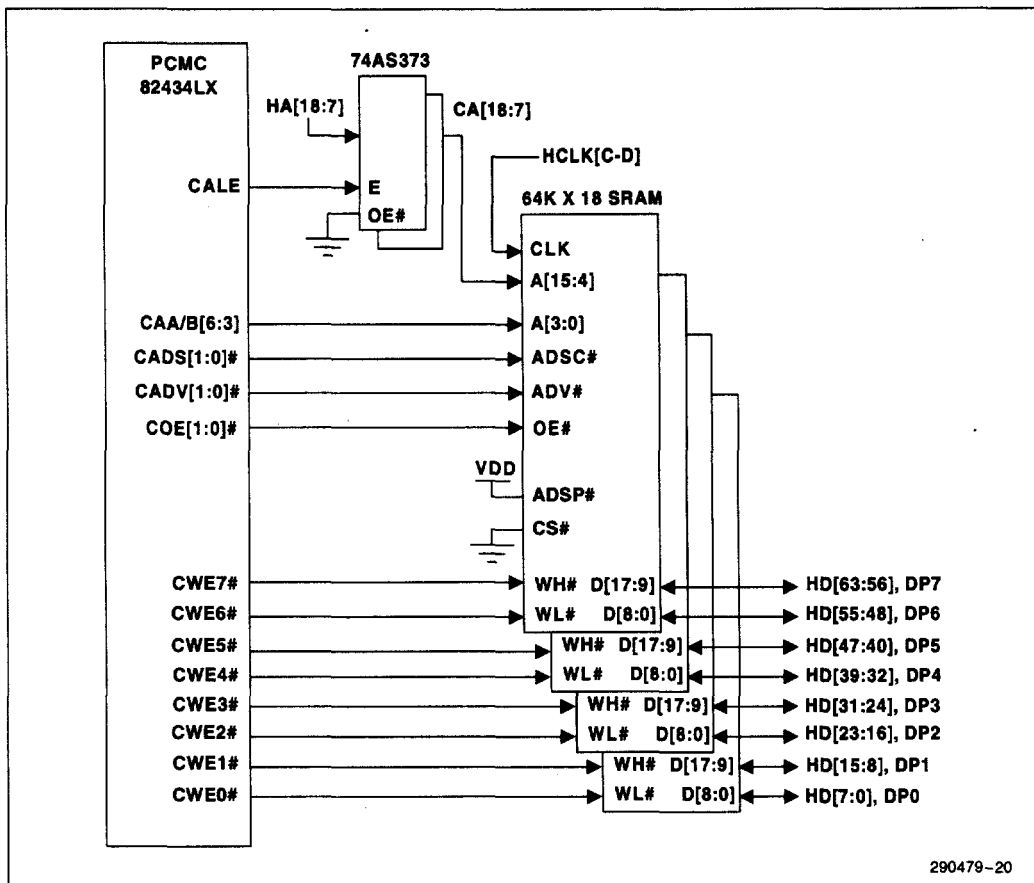 PCMC
82434LX
74AS373
HA[18:7]
CA[18:7]
HCLK[C-D]
CALE
E
OE#
64K X 18 SRAM
CLK
A[15:4]
CAA/B[6:3]
A[3:0]
CADS[1:0]#
ADSC#
CADV[1:0]#
ADV#
COE[1:0]#
OE#
VDD
ADSP#
CS#
CWE7# WH# D[17:9] HD[63:56], DP7
CWE6# WL# D[8:0] HD[55:48], DP6
CWE5# WH# D[17:9] HD[47:40], DP5
CWE4# WL# D[8:0] HD[39:32], DP4
CWE3# WH# D[17:9] HD[31:24], DP3
CWE2# WL# D[8:0] HD[23:16], DP2
CWE1# WH# D[17:9] HD[15:8], DP1
CWE0# WL# D[8:0] HD[7:0], DP0
290479-20